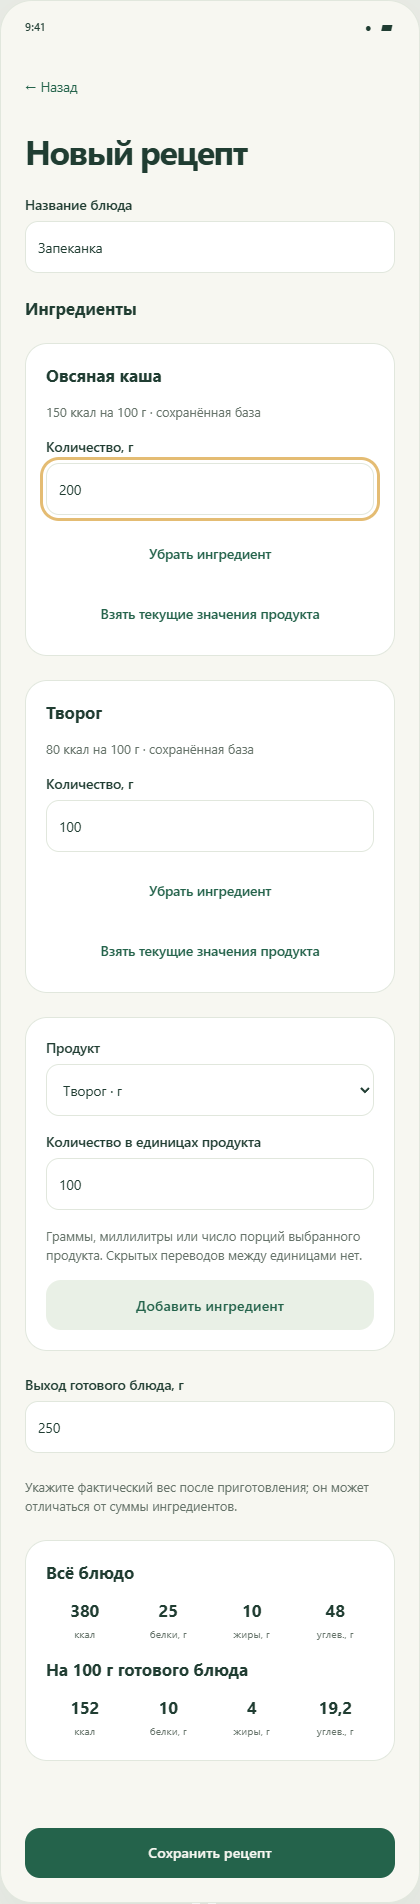 9:41
← Назад
Новый рецепт
Название блюда
Запеканка
Ингредиенты
Овсяная каша
150 ккал на 100 г · сохранённая база
Количество, г
200
Убрать ингредиент
Взять текущие значения продукта
Творог
80 ккал на 100 г · сохранённая база
Количество, г
100
Убрать ингредиент
Взять текущие значения продукта
Продукт
Творог · г
Количество в единицах продукта
100
Граммы, миллилитры или число порций выбранного
продукта. Скрытых переводов между единицами нет.
Добавить ингредиент
Выход готового блюда, г
250
Укажите фактический вес после приготовления; он может
отличаться от суммы ингредиентов.
Всё блюдо
380 25 10 48
ккал белки, г жиры, г углев., г
На 100 г готового блюда
152 10 4 19,2
ккал белки, г жиры, г углев., г
Сохранить рецепт